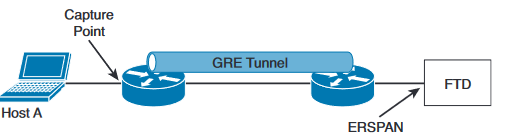 Capture
Point
GRE Tunnel
FTD
Host A
ERSPAN